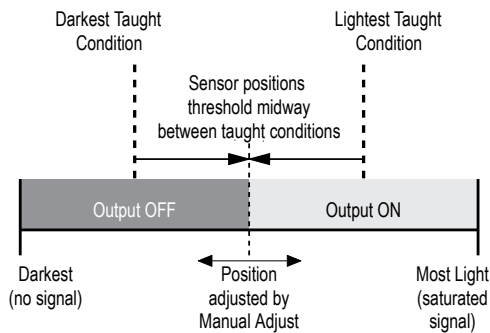 Darkest Taught
Condition
Lightest Taught
Condition
Sensor positions
threshold midway
between taught conditions
Output OFF
Output ON
Darkest
(no signal)
Position
adjusted by
Manual Adjust
Most Light
(saturated
signal)